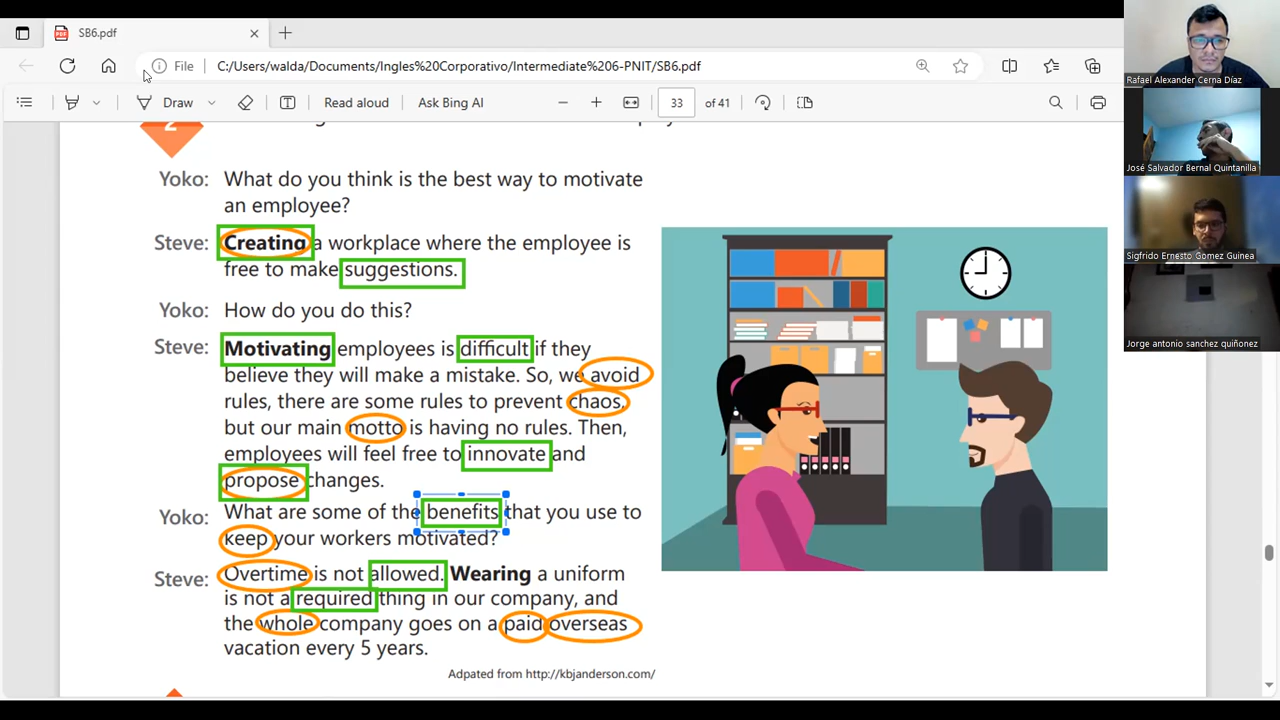 SB6.pdf
File
C:/Users/walda/Documents/Ingles%20Corporativo/Intermediate%206-PNIT/SB6.pdf
Draw
Read aloud
Ask Bing AI
33 of 41
2
Yoko: What do you think is the best way to motivate
an employee?
Steve: Creating a workplace where the employee is
free to make suggestions.
Yoko: How do you do this?
Steve: Motivating employees is difficult if they
believe they will make a mistake. So, we avoid
rules, there are some rules to prevent chaos,
but our main motto is having no rules. Then,
employees will feel free to innovate and
propose changes.
Yoko: What are some of the benefits that you use to
keep your workers motivated?
Steve: Overtime is not allowed. Wearing a uniform
is not a required thing in our company, and
the whole company goes on a paid overseas
vacation every 5 years.
Adpated from http://kbjanderson.com/
Rafael Alexander Cerna Díaz
José Salvador Bernal Quintanilla
Sigfrido Ernesto Gomez Guinea
Jorge antonio sanchez quiñonez